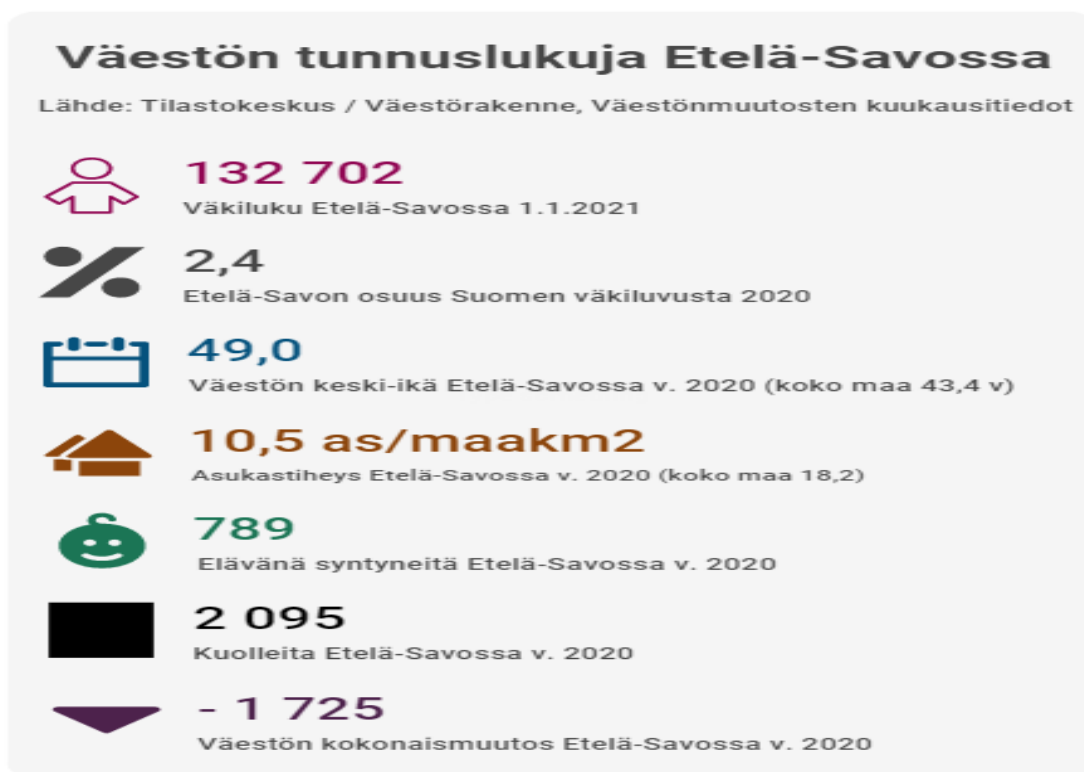 Väestön tunnuslukuja Etelä-Savossa
Lähde: Tilastokeskus / Väestörakenne, Väestönmuutosten kuukausitiedot
132 702
Väkiluku Etelä-Savossa 1.1.2021
2,4
Etelä-Savon osuus Suomen väkiluvusta 2020
49,0
Väestön keski-ikä Etelä-Savossa v. 2020 (koko maa 43,4 v)
10,5 as/maakm2
Asukastiheys Etelä-Savossa v. 2020 (koko maa 18,2)
789
Elävänä syntyneitä Etelä-Savossa v. 2020
2 095
Kuolleita Etelä-Savossa v. 2020
- 1 725
Väestön kokonaismuutos Etelä-Savossa v. 2020